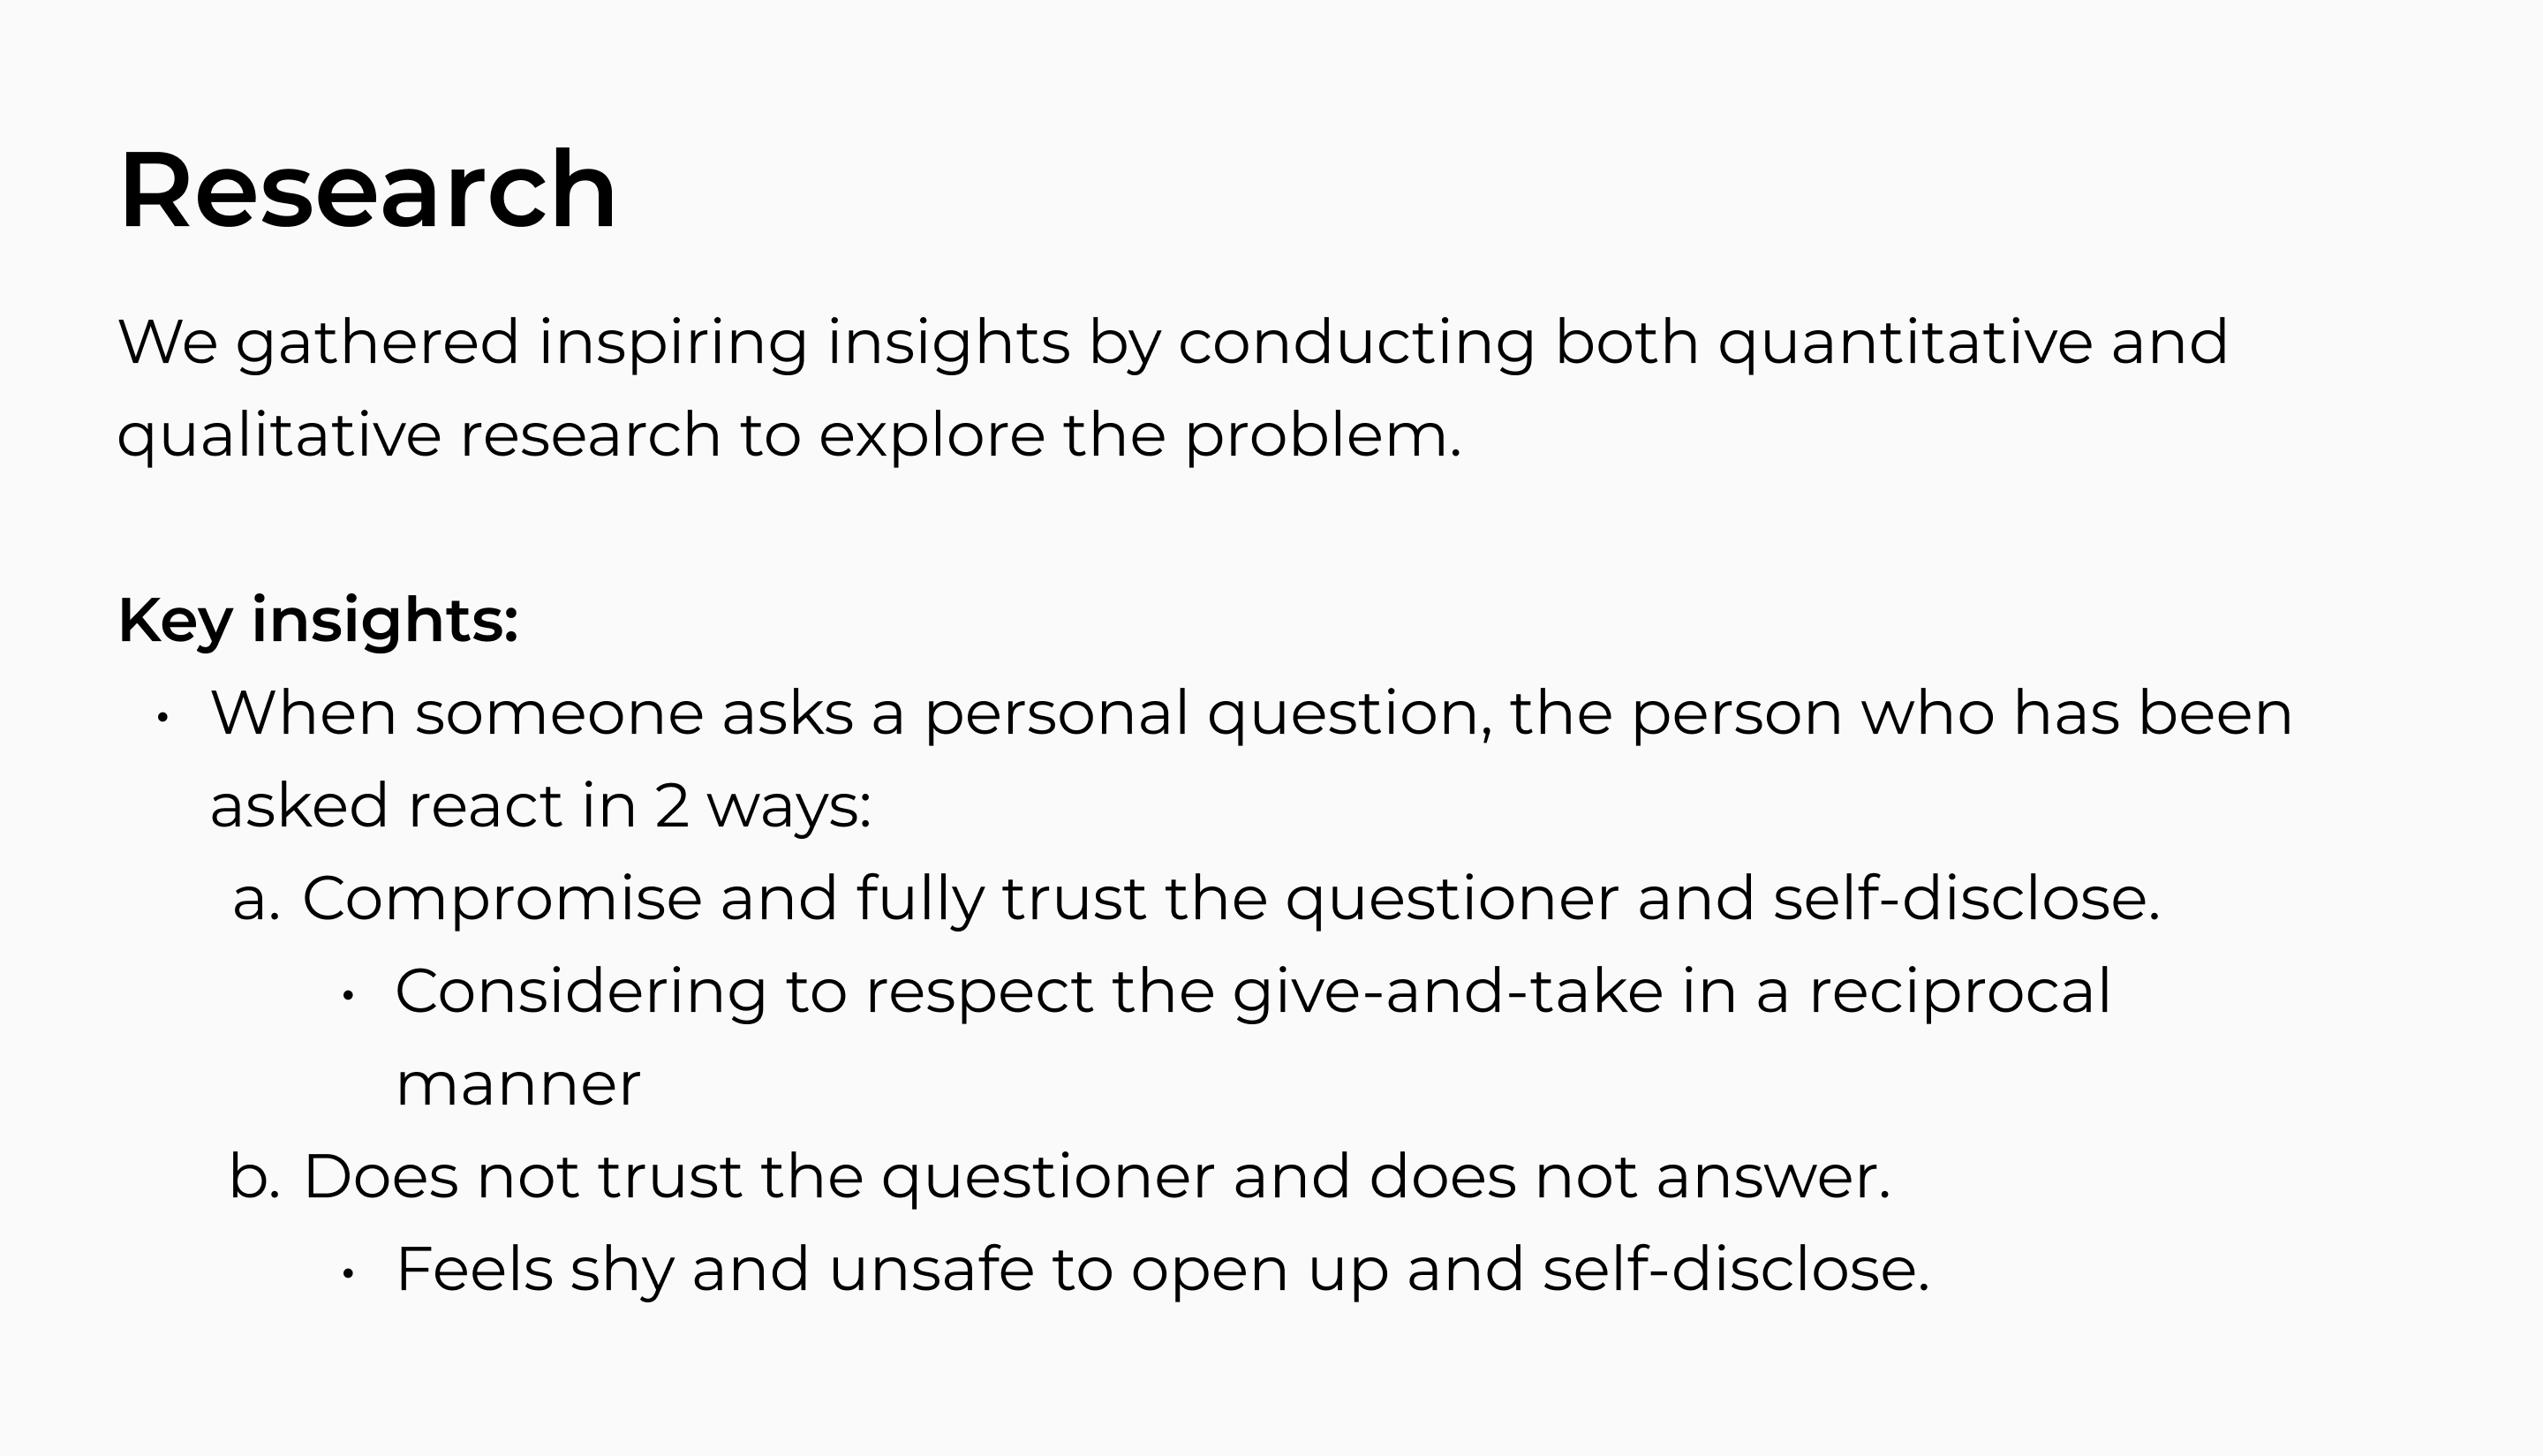 Research
We gathered inspiring insights by conducting both quantitative and
qualitative research to explore the problem.
Key insights:
• When someone asks a personal question, the person who has been
asked react in 2 ways:
a. Compromise and fully trust the questioner and self-disclose.
• Considering to respect the give-and-take in a reciprocal
manner
b. Does not trust the questioner and does not answer.
• Feels shy and unsafe to open up and self-disclose.